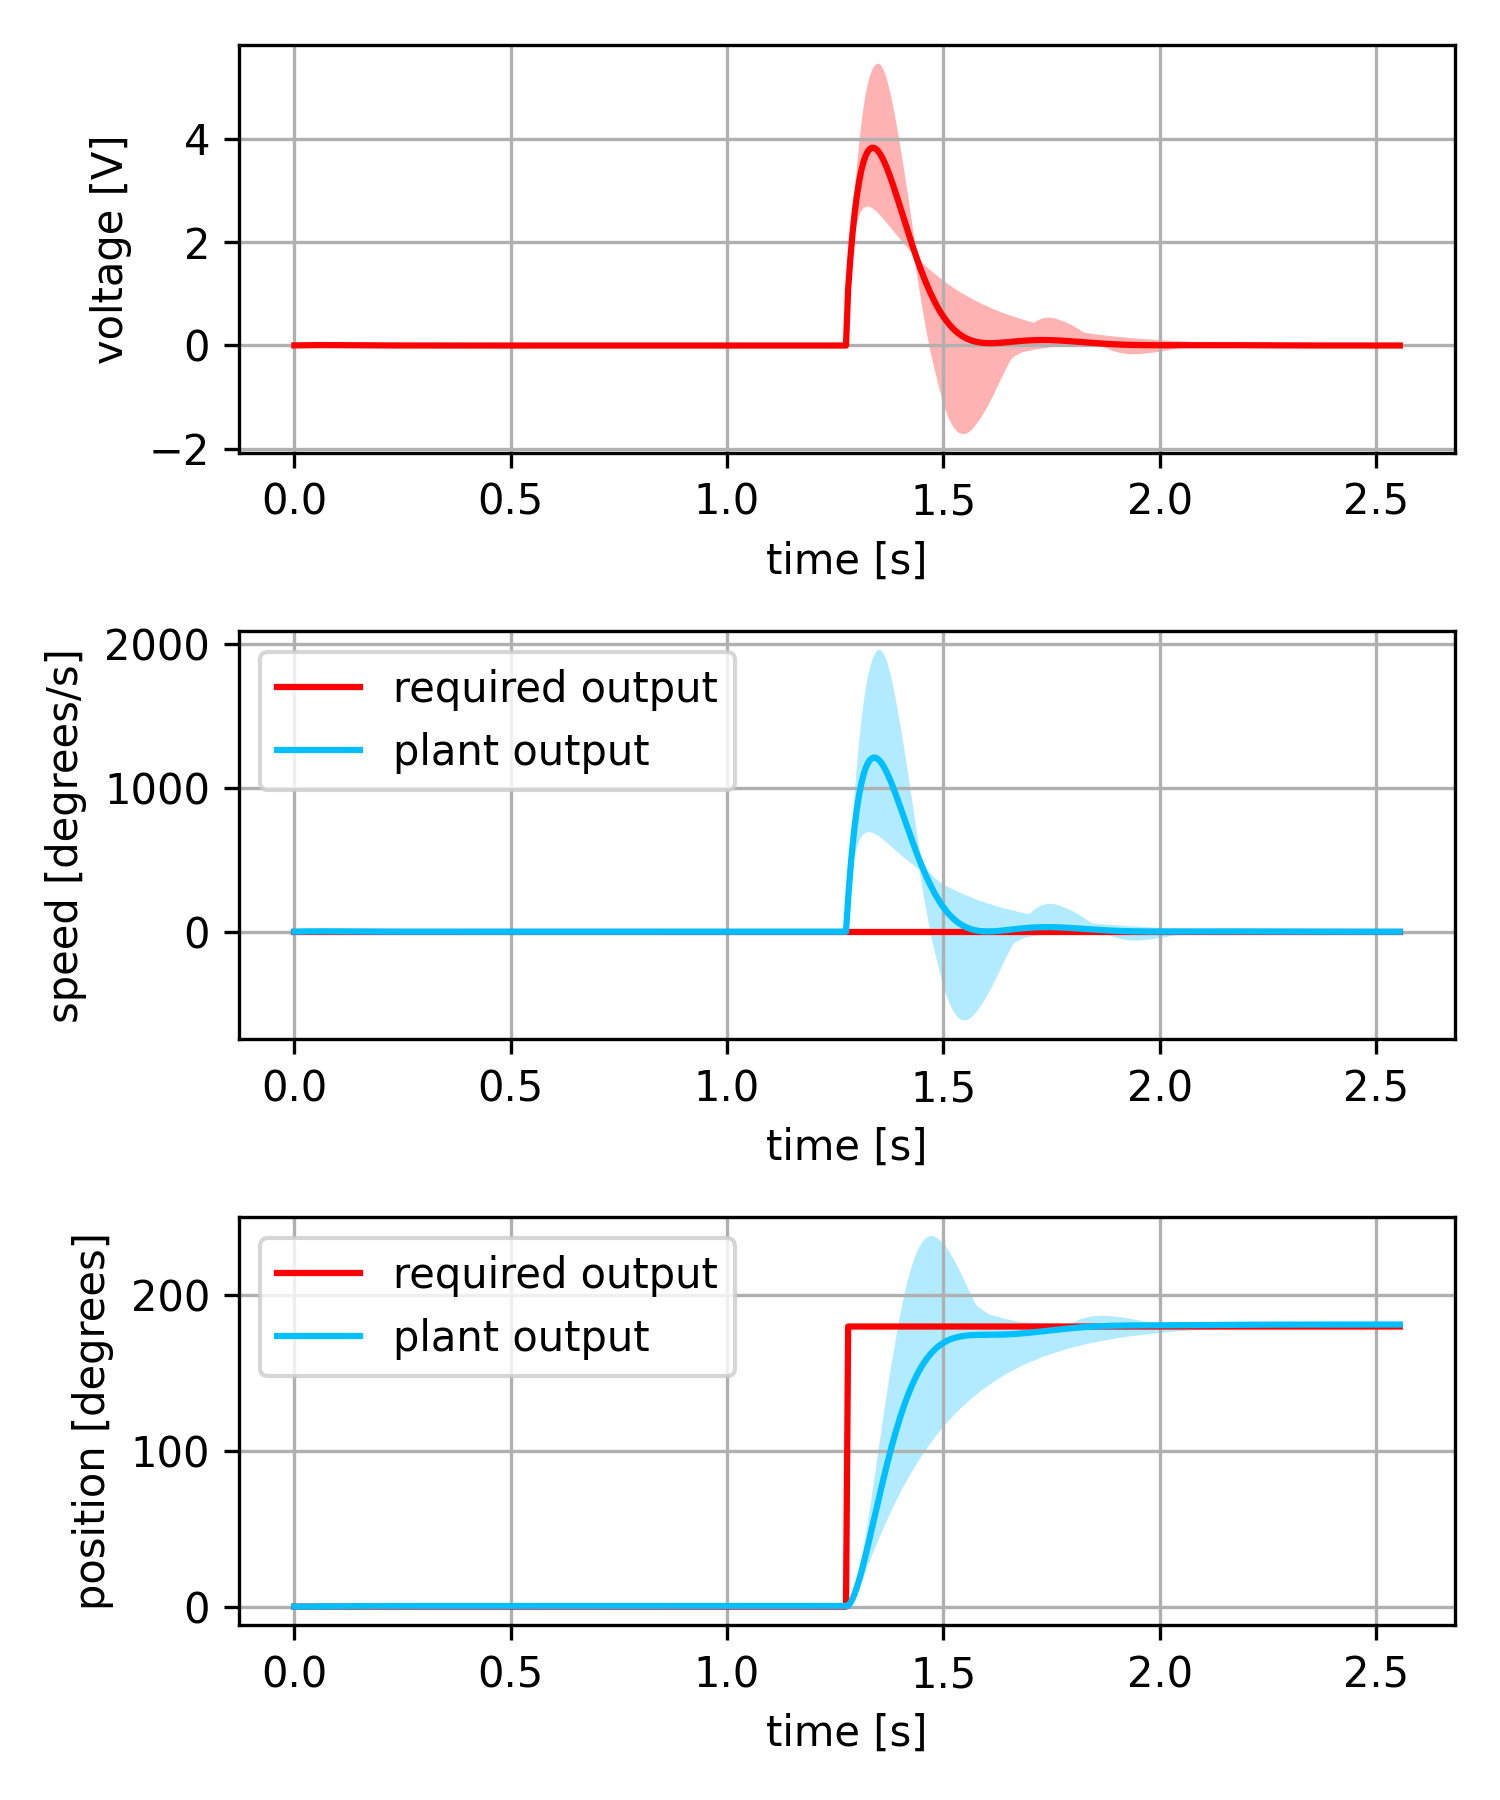 voltage [V]
4
2
0
−2
0.0 0.5 1.0 1.5 2.0 2.5
time [s]
speed [degrees/s]
2000
1000
0
required output
plant output
0.0 0.5 1.0 1.5 2.0 2.5
time [s]
position [degrees]
200
100
0
required output
plant output
0.0 0.5 1.0 1.5 2.0 2.5
time [s]